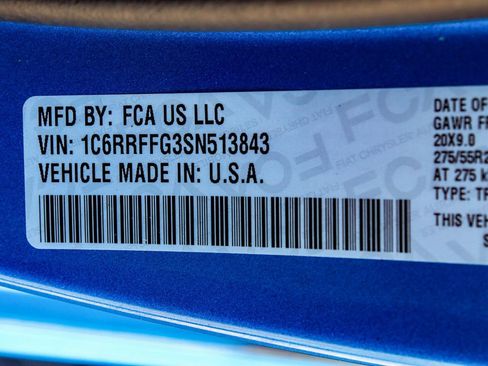 MFD BY: FCA US LLC
VIN: 1C6RRFFG3SN513843
VEHICLE MADE IN: U.S.A.
DATE OF
GAWR FR
20X9.0
275/55R2
AT 275 k
TYPE: TR
THIS VEH